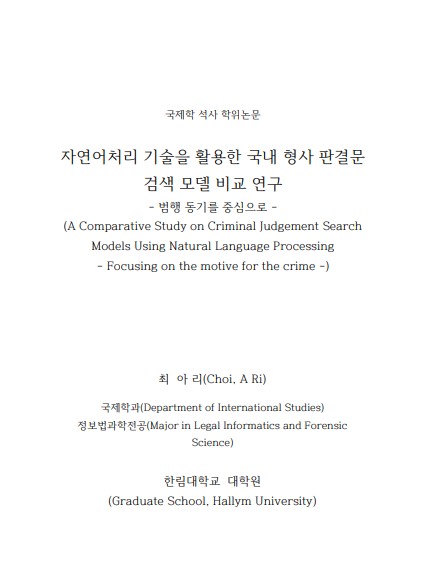 국제학 석사 학위논문
자연어처리 기술을 활용한 국내 형사 판결문
검색 모델 비교 연구
- 범행 동기를 중심으로 -
(A Comparative Study on Criminal Judgement Search
Models Using Natural Language Processing
- Focusing on the motive for the crime -)
최 아 리(Choi, A Ri)
국제학과(Department of International Studies)
정보법과학전공(Major in Legal Informatics and Forensic
Science)
한림대학교 대학원
(Graduate School, Hallym University)